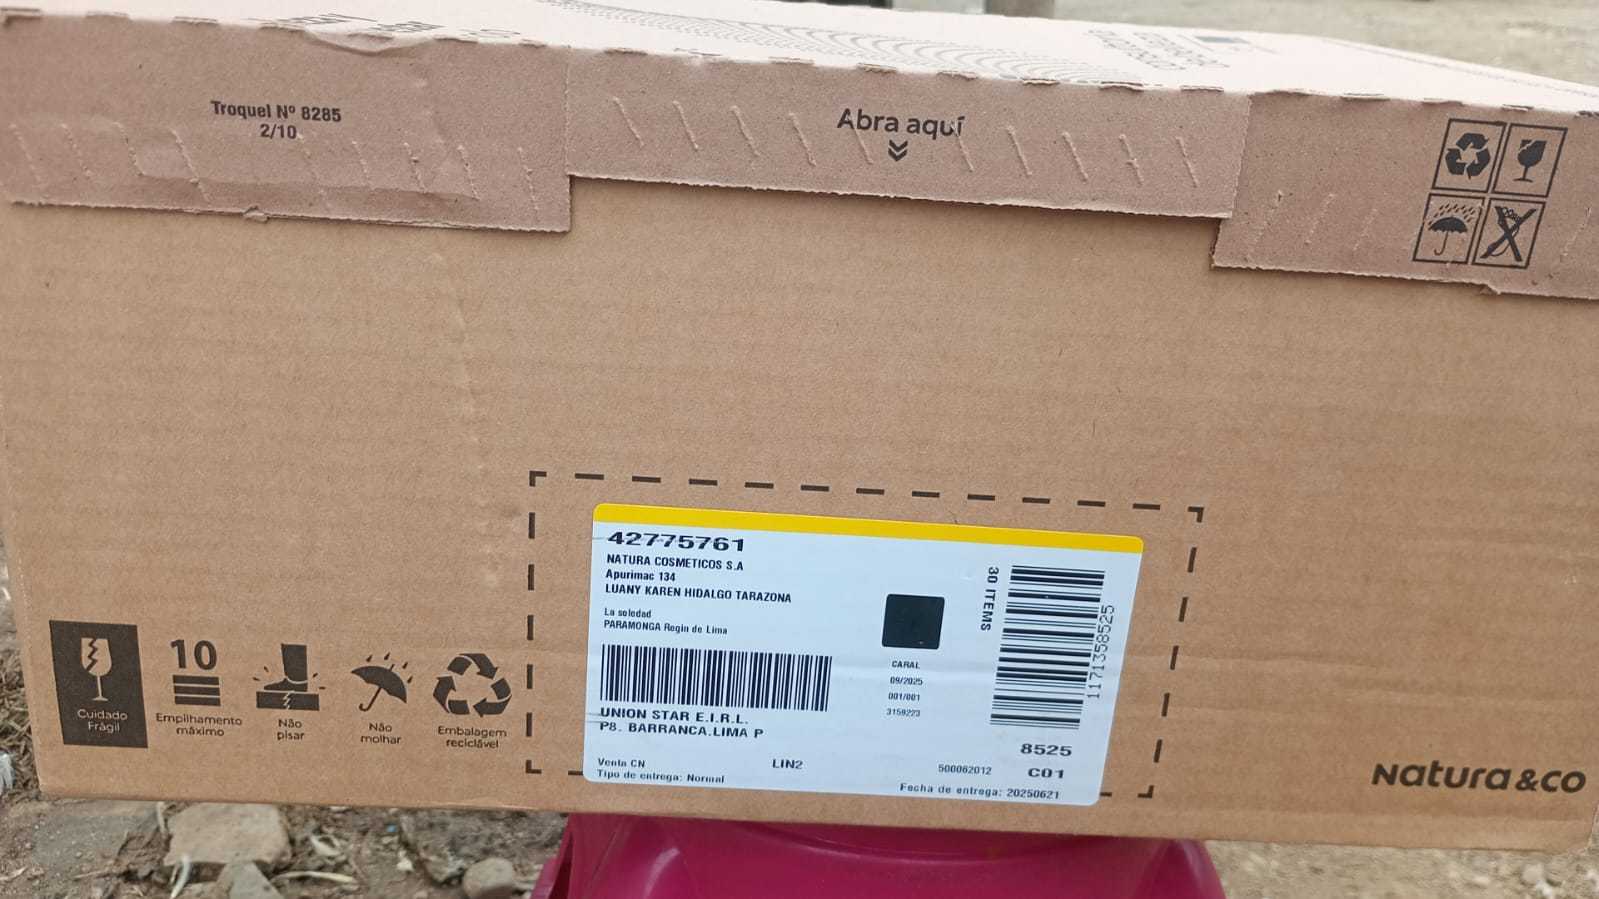 Troquel Nº 8285
2/10
Abra aquí
42775761
NATURA COSMETICOS S.A
Apurimac 134
LUANY KAREN HIDALGO TARAZONA
La soledad
PARAMONGA Regin de Lima
UNION STAR E.I.R.L.
P8. BARRANCA.LIMA P
Venta CN
LIN2
Tipo de entrega: Normal
CARAL
09/2025
001/001
3159223
30 ITEMS
1171358525
8525
500062012
C01
Fecha de entrega: 20250621
Cuidado
Frágil
10
Empilhamento
máximo
Não
pisar
Não
molhar
Embalagem
reciclável
Natura &co